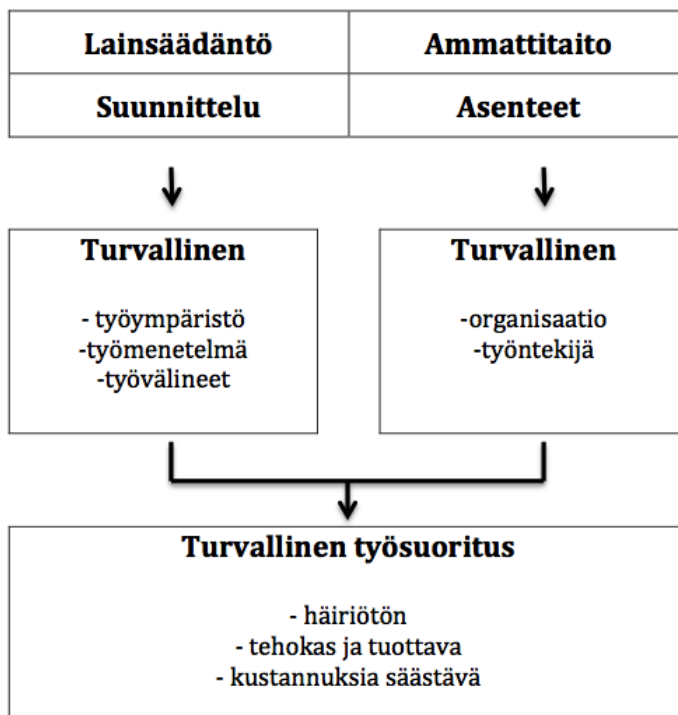 Lainsäädäntö
Ammattitaito
Suunnittelu
Asenteet
Turvallinen
- työympäristö
-työmenetelmä
-työvälineet
Turvallinen
-organisaatio
-työntekijä
Turvallinen työsuoritus
- häiriötön
- tehokas ja tuottava
- kustannuksia säästävä